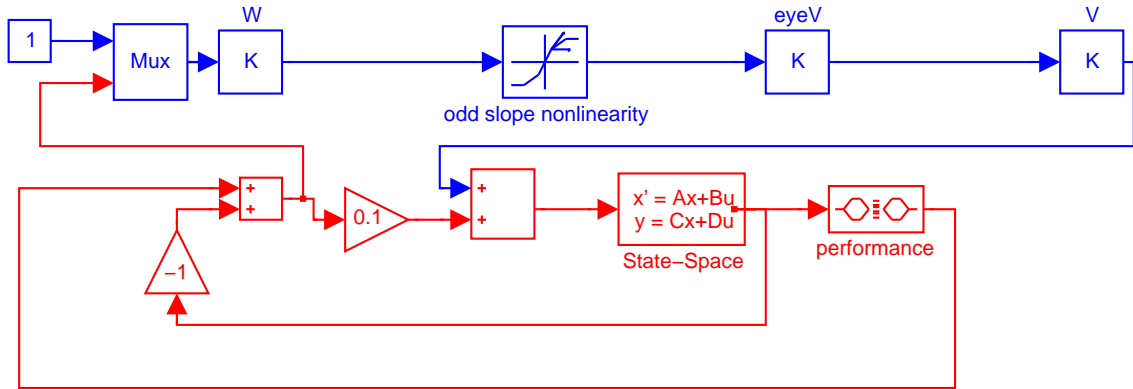 W
eyeV
V
1
Mux
K
K
K
odd slope nonlinearity
+
+
0.1
+
+
x' = Ax+Bu
y = Cx+Du
State−Space
performance
−1